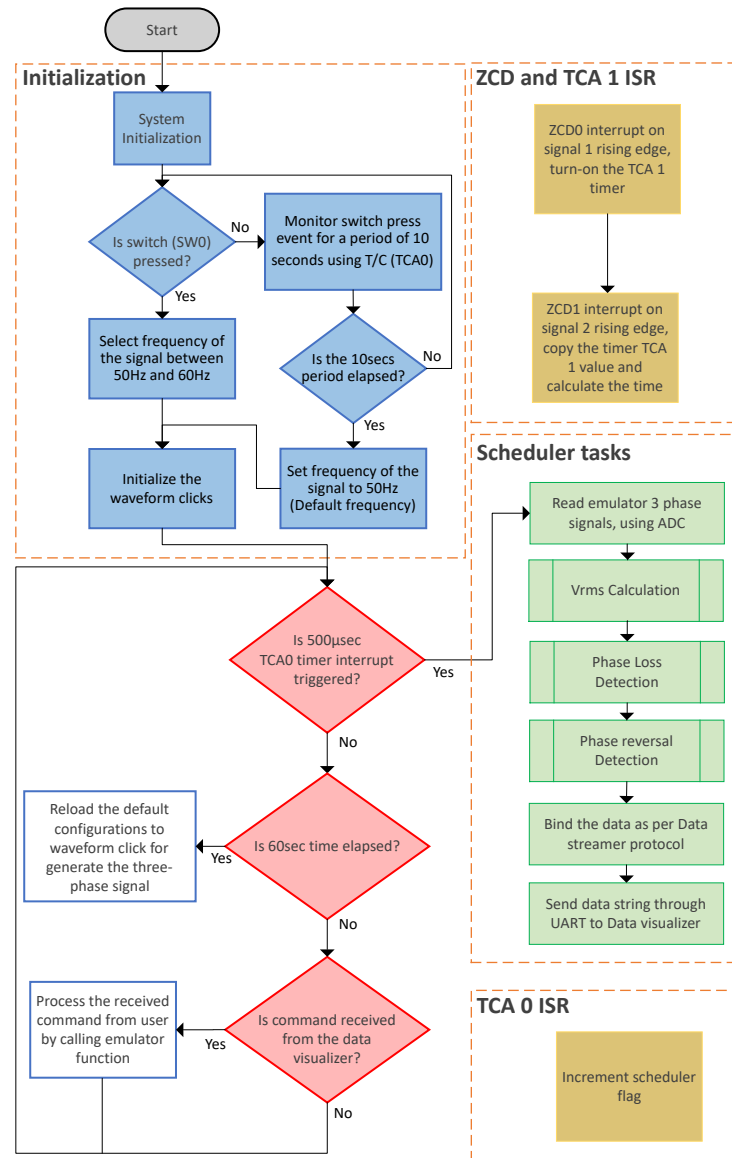 Start
Initialization
System
Initialization
Is switch (SW0)
pressed?
No
Monitor switch press
event for a period of 10
seconds using T/C (TCA0)
Yes
Select frequency of
the signal between
50Hz and 60Hz
Is the 10secs
period elapsed?
No
Yes
Initialize the
waveform clicks
Set frequency of the
signal to 50Hz
(Default frequency)
ZCD and TCA 1 ISR
ZCD0 interrupt on
signal 1 rising edge,
turn-on the TCA 1
timer
ZCD1 interrupt on
signal 2 rising edge,
copy the timer TCA
1 value and
calculate the time
Scheduler tasks
Read emulator 3 phase
signals, using ADC
Vrms Calculation
Phase Loss
Detection
Phase reversal
Detection
Bind the data as per Data
streamer protocol
Send data string through
UART to Data visualizer
Is 500µsec
TCA0 timer interrupt
triggered?
Yes
No
Is 60sec time elapsed?
Yes
Reload the default
configurations to
waveform click for
generate the three-
phase signal
No
Is command received
from the data
visualizer?
Yes
Process the received
command from user
by calling emulator
function
No
TCA 0 ISR
Increment scheduler
flag